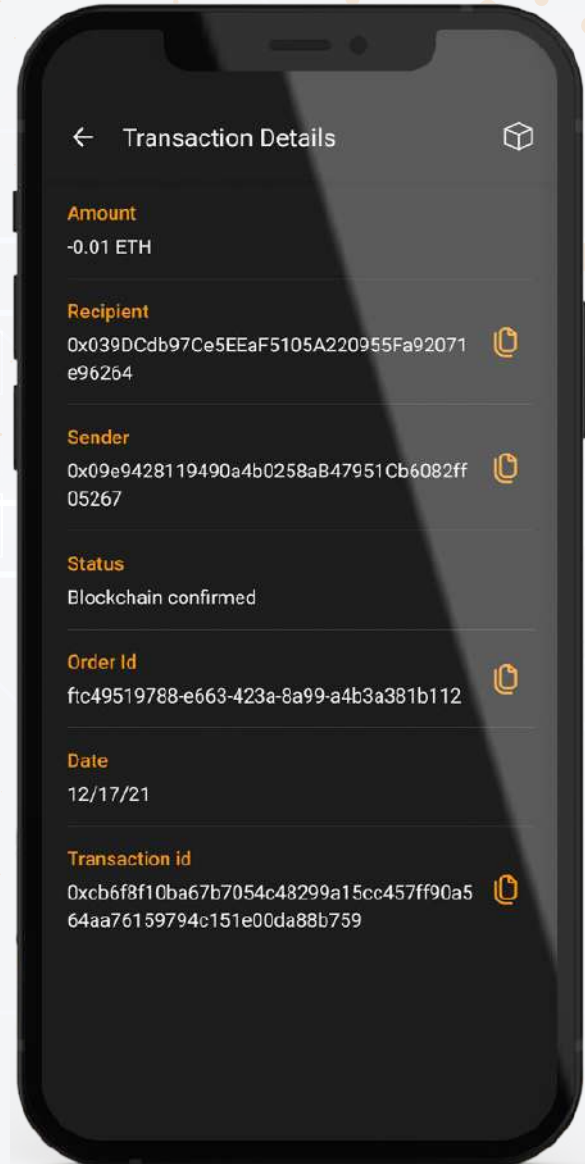 Transaction Details
Amount
-0.01 ETH
Recipient
0x039DCdb97Ce5EEaF5105A220955Fa92071
e96264
Sender
0x09e9428119490a4b0258aB47951Cb6082ff
05267
Status
Blockchain confirmed
Order Id
ftc49519788-e663-423a-8a99-a4b3a381b112
Date
12/17/21
Transaction id
0xcb6f8f10ba67b7054c48299a15cc457ff90a5
64aa76159794c151e00da88b759